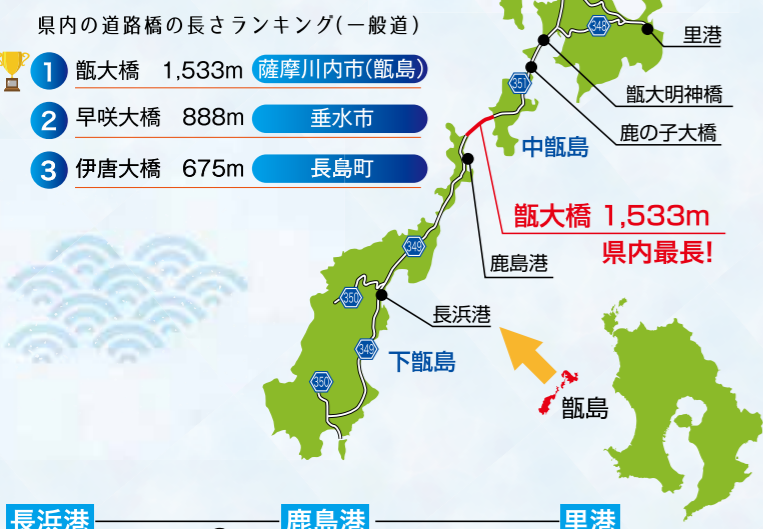 県内の道路橋の長さランキング(一般道)
1 甑大橋 1,533m 薩摩川内市(甑島)
2 早咲大橋 888m 垂水市
3 伊唐大橋 675m 長島町
348
里港
甑大明神橋
351
鹿の子大橋
中甑島
甑大橋 1,533m
県内最長!
349
鹿島港
350
長浜港
349
下甑島
350
甑島
長浜港 鹿島港 里港